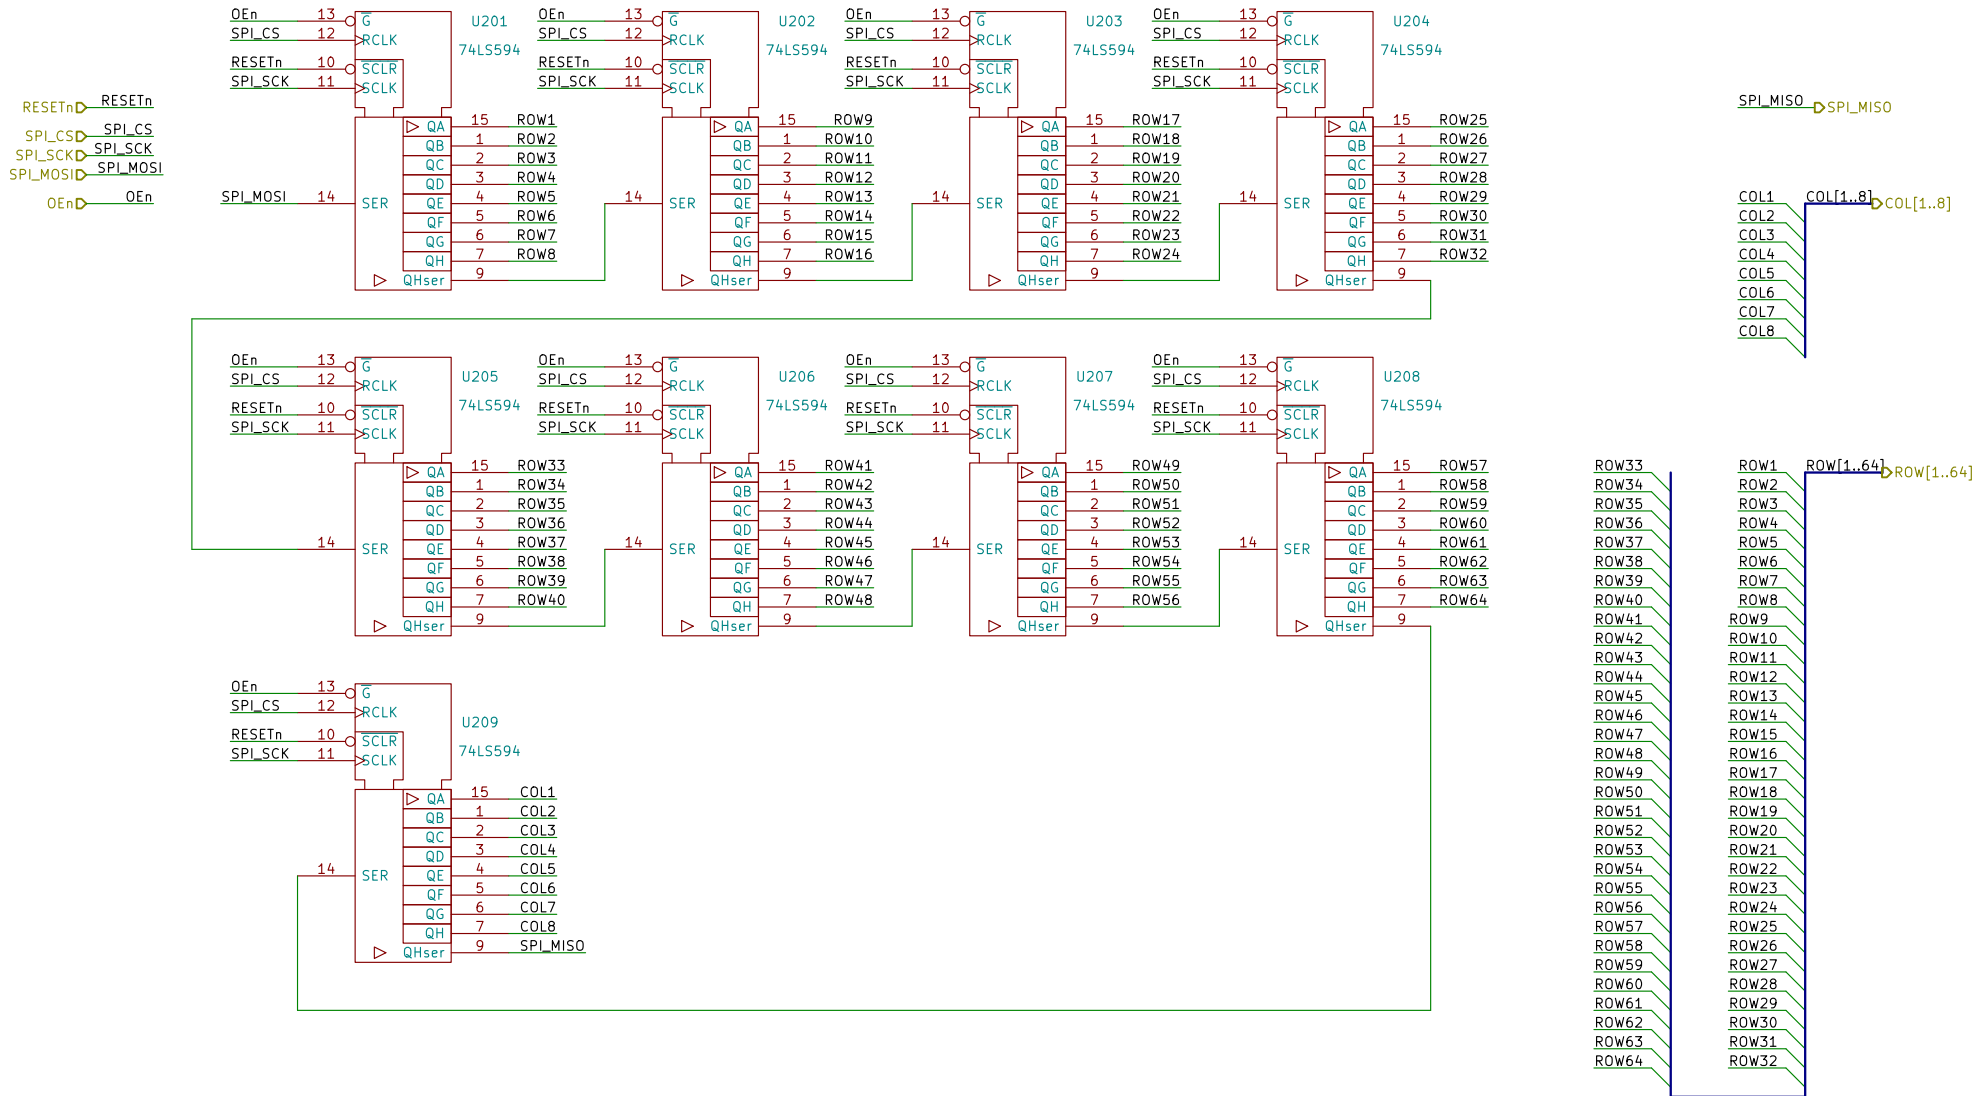 RESETn RESETn
SPI_CS SPI_CS
SPI_SCK SPI_SCK
SPI_MOSI SPI_MOSI
OEn OEn
OEn 13 G U201
SPI_CS 12 RCLK 74LS594
RESETn 10 SCLR
SPI_SCK 11 SCLK
QA 15 ROW1
QB 1 ROW2
QC 2 ROW3
QD 3 ROW4
SPI_MOSI 14 SER QE 4 ROW5
QF 5 ROW6
QG 6 ROW7
QH 7 ROW8
QHser 9
OEn 13 G U202
SPI_CS 12 RCLK 74LS594
RESETn 10 SCLR
SPI_SCK 11 SCLK
QA 15 ROW9
QB 1 ROW10
QC 2 ROW11
QD 3 ROW12
14 SER QE 4 ROW13
QF 5 ROW14
QG 6 ROW15
QH 7 ROW16
QHser 9
OEn 13 G U203
SPI_CS 12 RCLK 74LS594
RESETn 10 SCLR
SPI_SCK 11 SCLK
QA 15 ROW17
QB 1 ROW18
QC 2 ROW19
QD 3 ROW20
14 SER QE 4 ROW21
QF 5 ROW22
QG 6 ROW23
QH 7 ROW24
QHser 9
OEn 13 G U204
SPI_CS 12 RCLK 74LS594
RESETn 10 SCLR
SPI_SCK 11 SCLK
QA 15 ROW25
QB 1 ROW26
QC 2 ROW27
QD 3 ROW28
14 SER QE 4 ROW29
QF 5 ROW30
QG 6 ROW31
QH 7 ROW32
QHser 9
SPI_MISO SPI_MISO
COL1 COL[1..8] COL[1..8]
COL2
COL3
COL4
COL5
COL6
COL7
COL8
OEn 13 G U205
SPI_CS 12 RCLK 74LS594
RESETn 10 SCLR
SPI_SCK 11 SCLK
QA 15 ROW33
QB 1 ROW34
QC 2 ROW35
QD 3 ROW36
14 SER QE 4 ROW37
QF 5 ROW38
QG 6 ROW39
QH 7 ROW40
QHser 9
OEn 13 G U206
SPI_CS 12 RCLK 74LS594
RESETn 10 SCLR
SPI_SCK 11 SCLK
QA 15 ROW41
QB 1 ROW42
QC 2 ROW43
QD 3 ROW44
14 SER QE 4 ROW45
QF 5 ROW46
QG 6 ROW47
QH 7 ROW48
QHser 9
OEn 13 G U207
SPI_CS 12 RCLK 74LS594
RESETn 10 SCLR
SPI_SCK 11 SCLK
QA 15 ROW49
QB 1 ROW50
QC 2 ROW51
QD 3 ROW52
14 SER QE 4 ROW53
QF 5 ROW54
QG 6 ROW55
QH 7 ROW56
QHser 9
OEn 13 G U208
SPI_CS 12 RCLK 74LS594
RESETn 10 SCLR
SPI_SCK 11 SCLK
QA 15 ROW57
QB 1 ROW58
QC 2 ROW59
QD 3 ROW60
14 SER QE 4 ROW61
QF 5 ROW62
QG 6 ROW63
QH 7 ROW64
QHser 9
OEn 13 G U209
SPI_CS 12 RCLK 74LS594
RESETn 10 SCLR
SPI_SCK 11 SCLK
QA 15 COL1
QB 1 COL2
QC 2 COL3
QD 3 COL4
14 SER QE 4 COL5
QF 5 COL6
QG 6 COL7
QH 7 COL8
QHser 9 SPI_MISO
ROW33 ROW1 ROW[1..64] ROW[1..64]
ROW34 ROW2
ROW35 ROW3
ROW36 ROW4
ROW37 ROW5
ROW38 ROW6
ROW39 ROW7
ROW40 ROW8
ROW41 ROW9
ROW42 ROW10
ROW43 ROW11
ROW44 ROW12
ROW45 ROW13
ROW46 ROW14
ROW47 ROW15
ROW48 ROW16
ROW49 ROW17
ROW50 ROW18
ROW51 ROW19
ROW52 ROW20
ROW53 ROW21
ROW54 ROW22
ROW55 ROW23
ROW56 ROW24
ROW57 ROW25
ROW58 ROW26
ROW59 ROW27
ROW60 ROW28
ROW61 ROW29
ROW62 ROW30
ROW63 ROW31
ROW64 ROW32